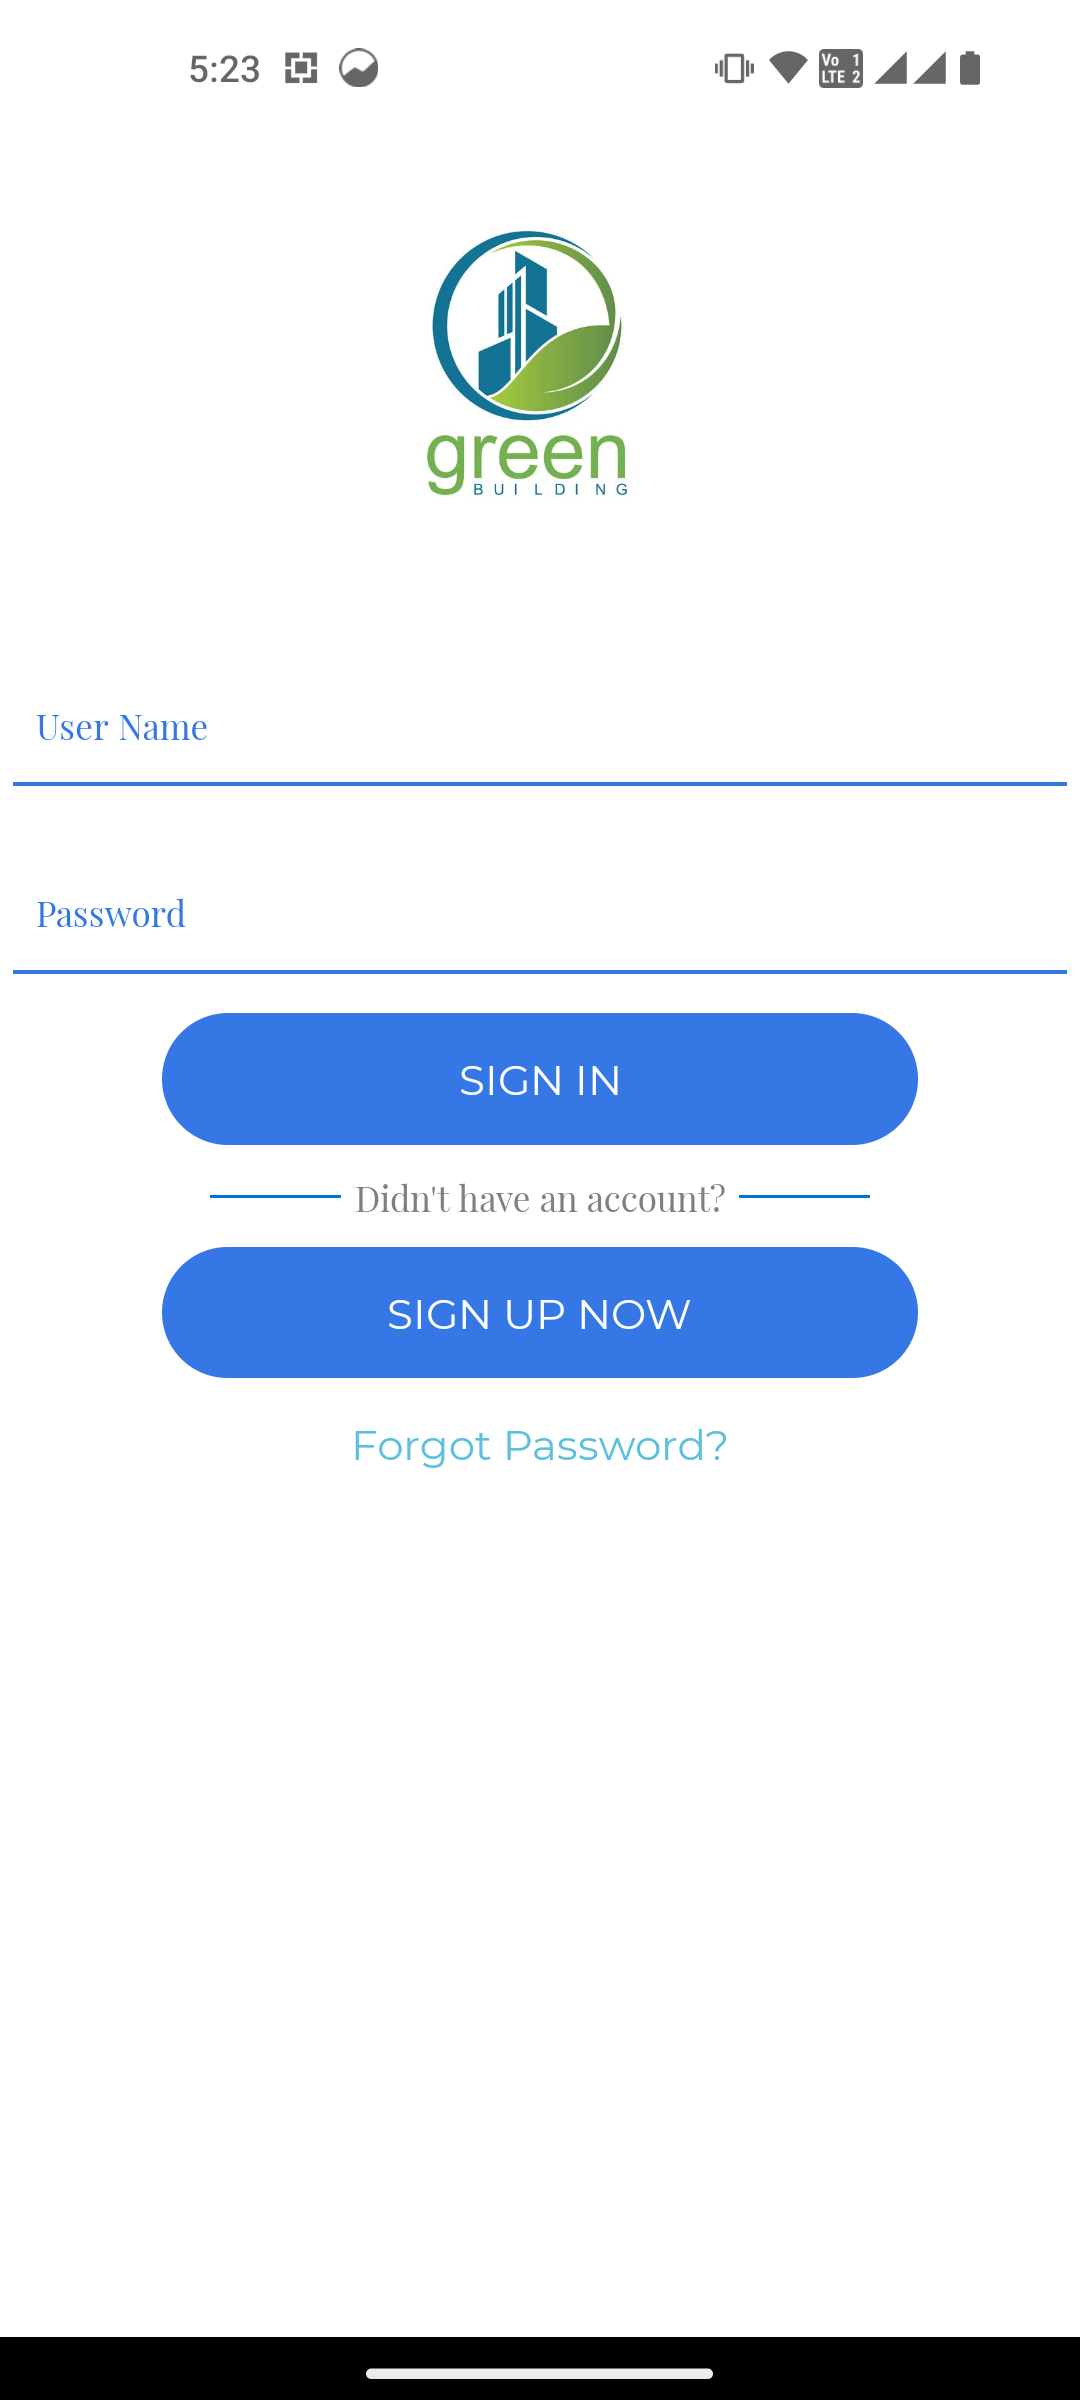 5:23
Vo 1
LTE 2
green
BUILDING
User Name
Password
SIGN IN
Didn't have an account?
SIGN UP NOW
Forgot Password?